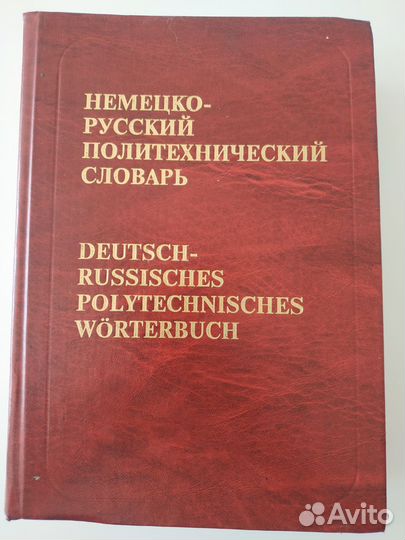 НЕМЕЦКО-
РУССКИЙ
ПОЛИТЕХНИЧЕСКИЙ
СЛОВАРЬ
DEUTSCH-
RUSSISCHES
POLYTECHNISCHES
WÖRTERBUCH
Avito